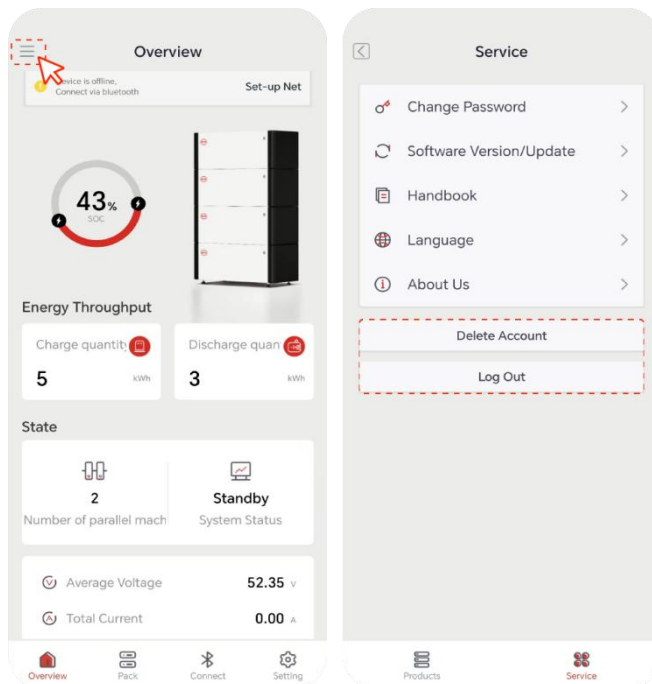 Overview
Device is offline,
Connect via bluetooth
Set-up Net
43%
SOC
Energy Throughput
Charge quantity
5 kWh
Discharge quan
3 kWh
State
2
Number of parallel mach
Standby
System Status
Average Voltage 52.35 V
Total Current 0.00 A
Overview
Pack
Connect
Setting
Service
Change Password
Software Version/Update
Handbook
Language
About Us
Delete Account
Log Out
Products
Service